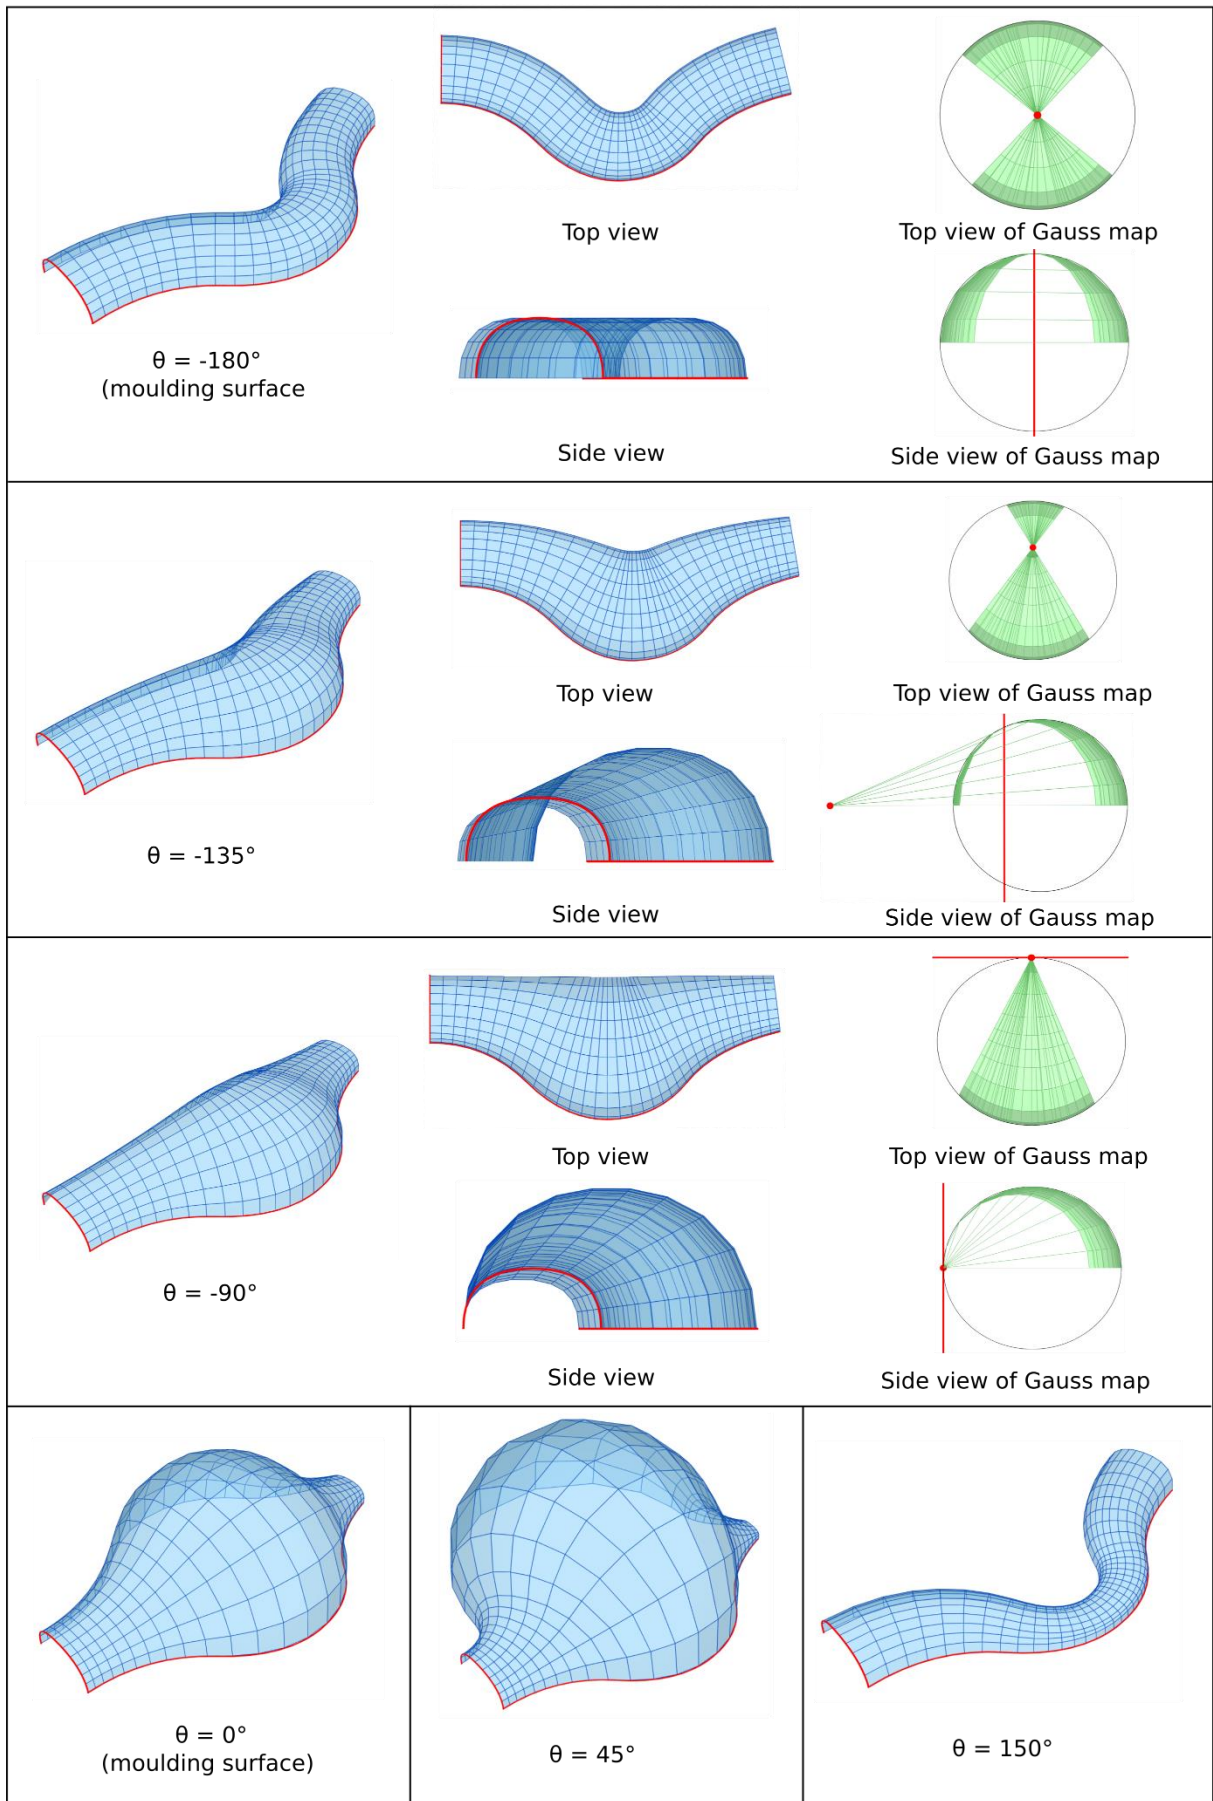 Top view
Top view of Gauss map
θ = -180°
(moulding surface
Side view
Side view of Gauss map
Top view
Top view of Gauss map
θ = -135°
Side view
Side view of Gauss map
Top view
Top view of Gauss map
θ = -90°
Side view
Side view of Gauss map
θ = 0°
(moulding surface)
θ = 45°
θ = 150°